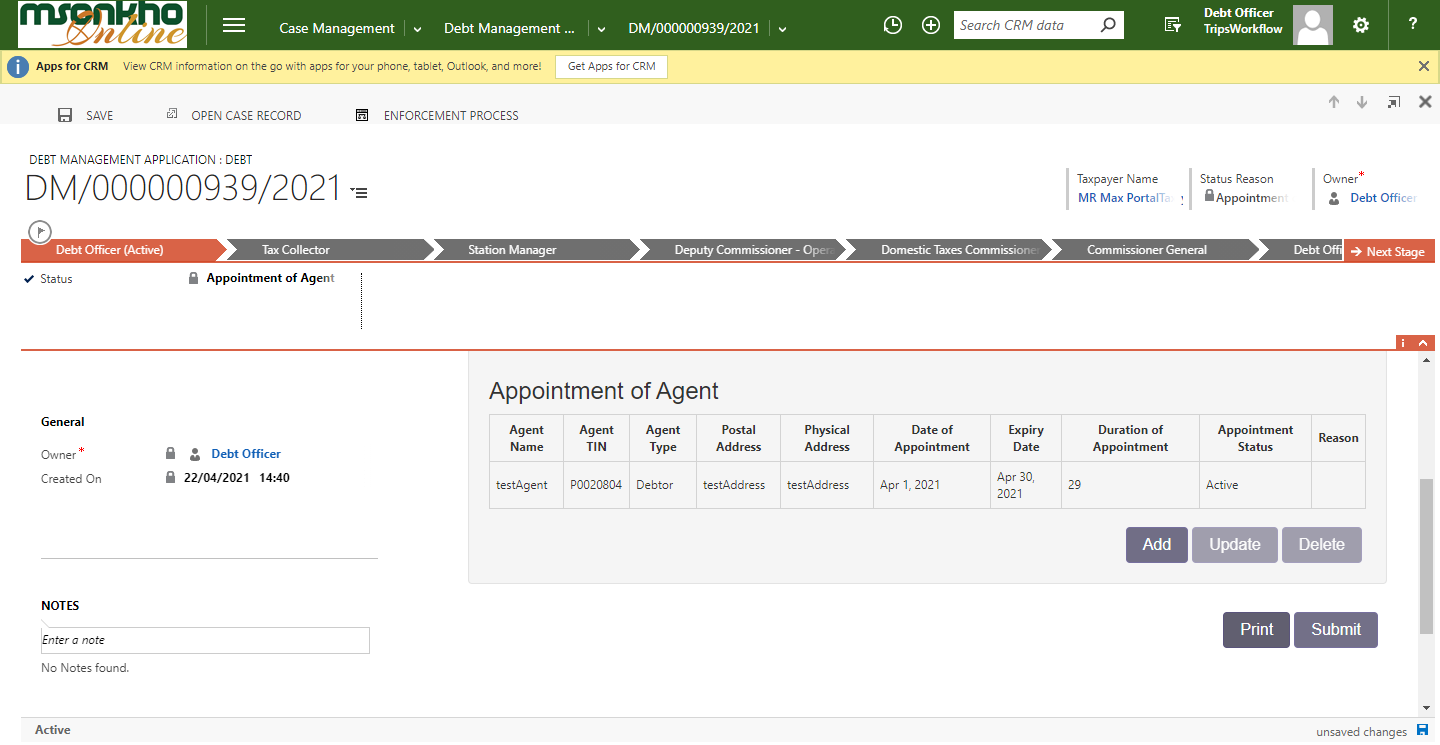 msonkho
Online
Case Management
Debt Management ...
DM/000000939/2021
Search CRM data
Debt Officer
TripsWorkflow
?
Apps for CRM View CRM information on the go with apps for your phone, tablet, Outlook, and more! Get Apps for CRM
SAVE
OPEN CASE RECORD
ENFORCEMENT PROCESS
DEBT MANAGEMENT APPLICATION : DEBT
DM/000000939/2021
Taxpayer Name
MR Max PortalTa
Status Reason
Appointment
Owner*
Debt Officer
Debt Officer (Active)
Tax Collector
Station Manager
Deputy Commissioner - Oper
Domestic Taxes Commissioner
Commissioner General
Debt Offi
Next Stage
Status
Appointment of Agent
General
Owner*
Debt Officer
Created On
22/04/2021 14:40
NOTES
Enter a note
No Notes found.
Appointment of Agent
Agent Name Agent TIN Agent Type Postal Address Physical Address Date of Appointment Expiry Date Duration of Appointment Appointment Status Reason
testAgent P0020804 Debtor testAddress testAddress Apr 1, 2021 Apr 30, 2021 29 Active
Add Update Delete
Print Submit
Active
unsaved changes